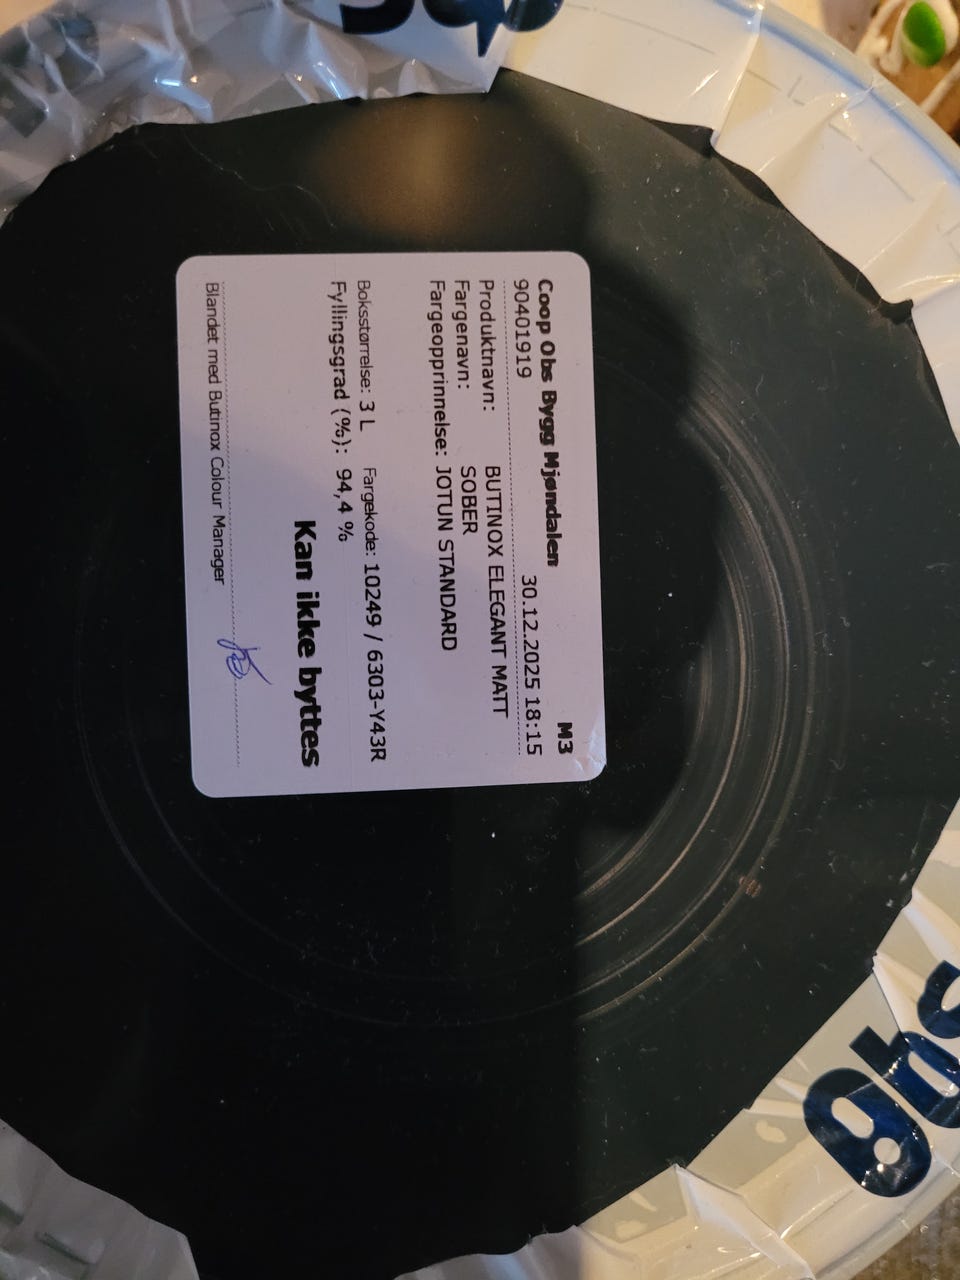 Coop Obs Bygg Mjøndalen M3
90401919 30.12.2025 18:15
Produktnavn: BUTINOX ELEGANT MATT
Fargenavn: SOBER
Fargeopprinnelse: JOTUN STANDARD
Boksstørrelse: 3 L Fargekode: 10249 / 6303-Y43R
Fyllingsgrad (%): 94,4 %
Kan ikke byttes
Blandet med Butinox Colour Manager